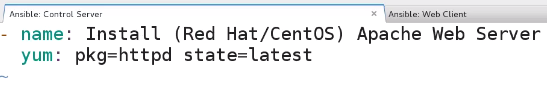 Ansible: Control Server × Ansible: Web Client
- name: Install (Red Hat/CentOS) Apache Web Server
yum: pkg=httpd state=latest
~